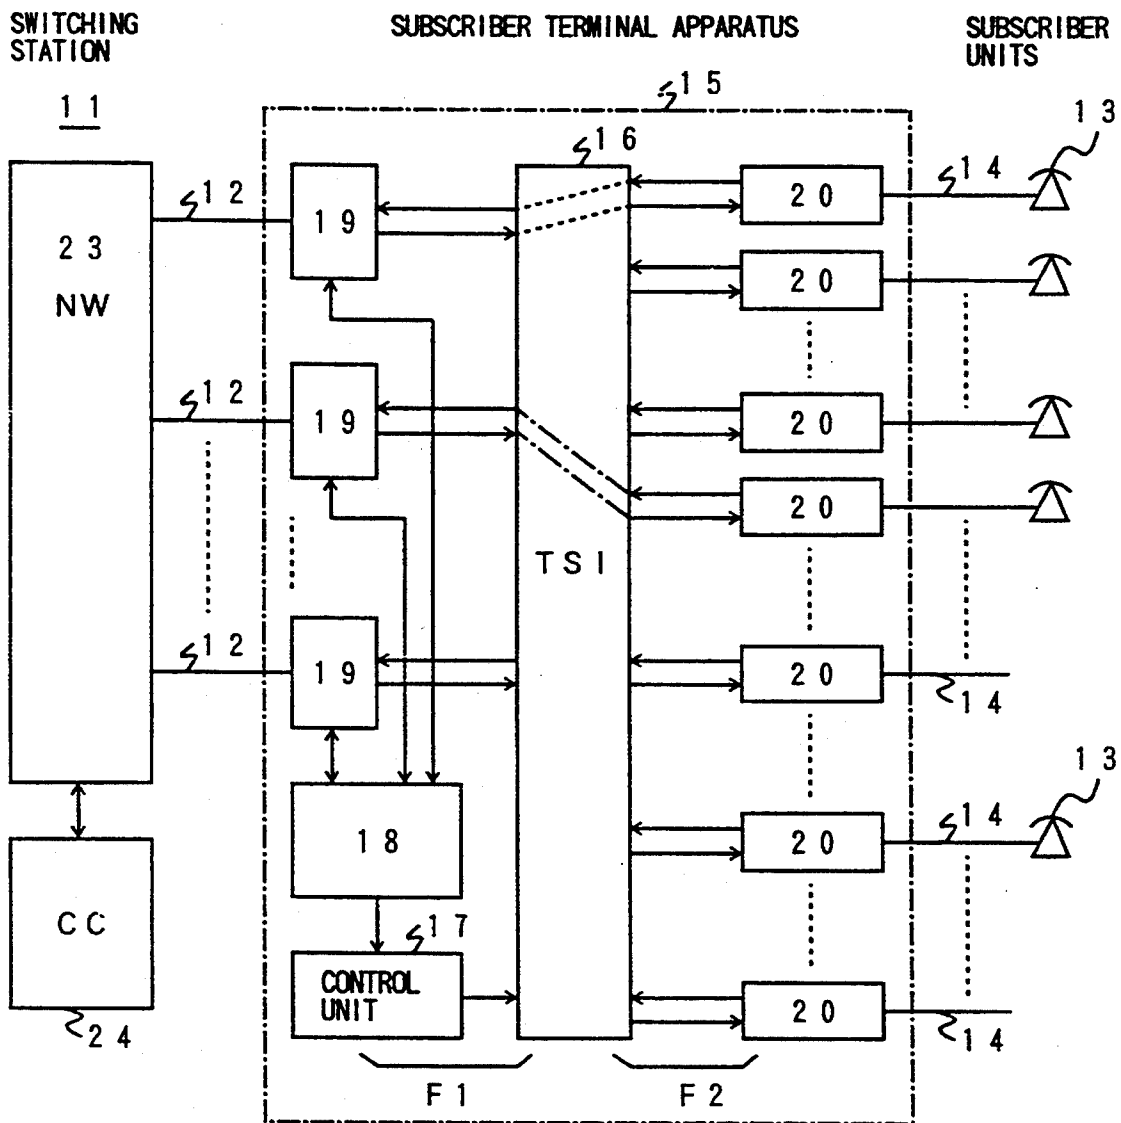 SWITCHING
STATION
SUBSCRIBER TERMINAL APPARATUS
SUBSCRIBER
UNITS
11
15
13
16
12
19
14
20
23
NW
20
12
19
20
20
TSI
12
19
20
14
13
18
20
14
CC
17
CONTROL
UNIT
20
24
14
F1
F2